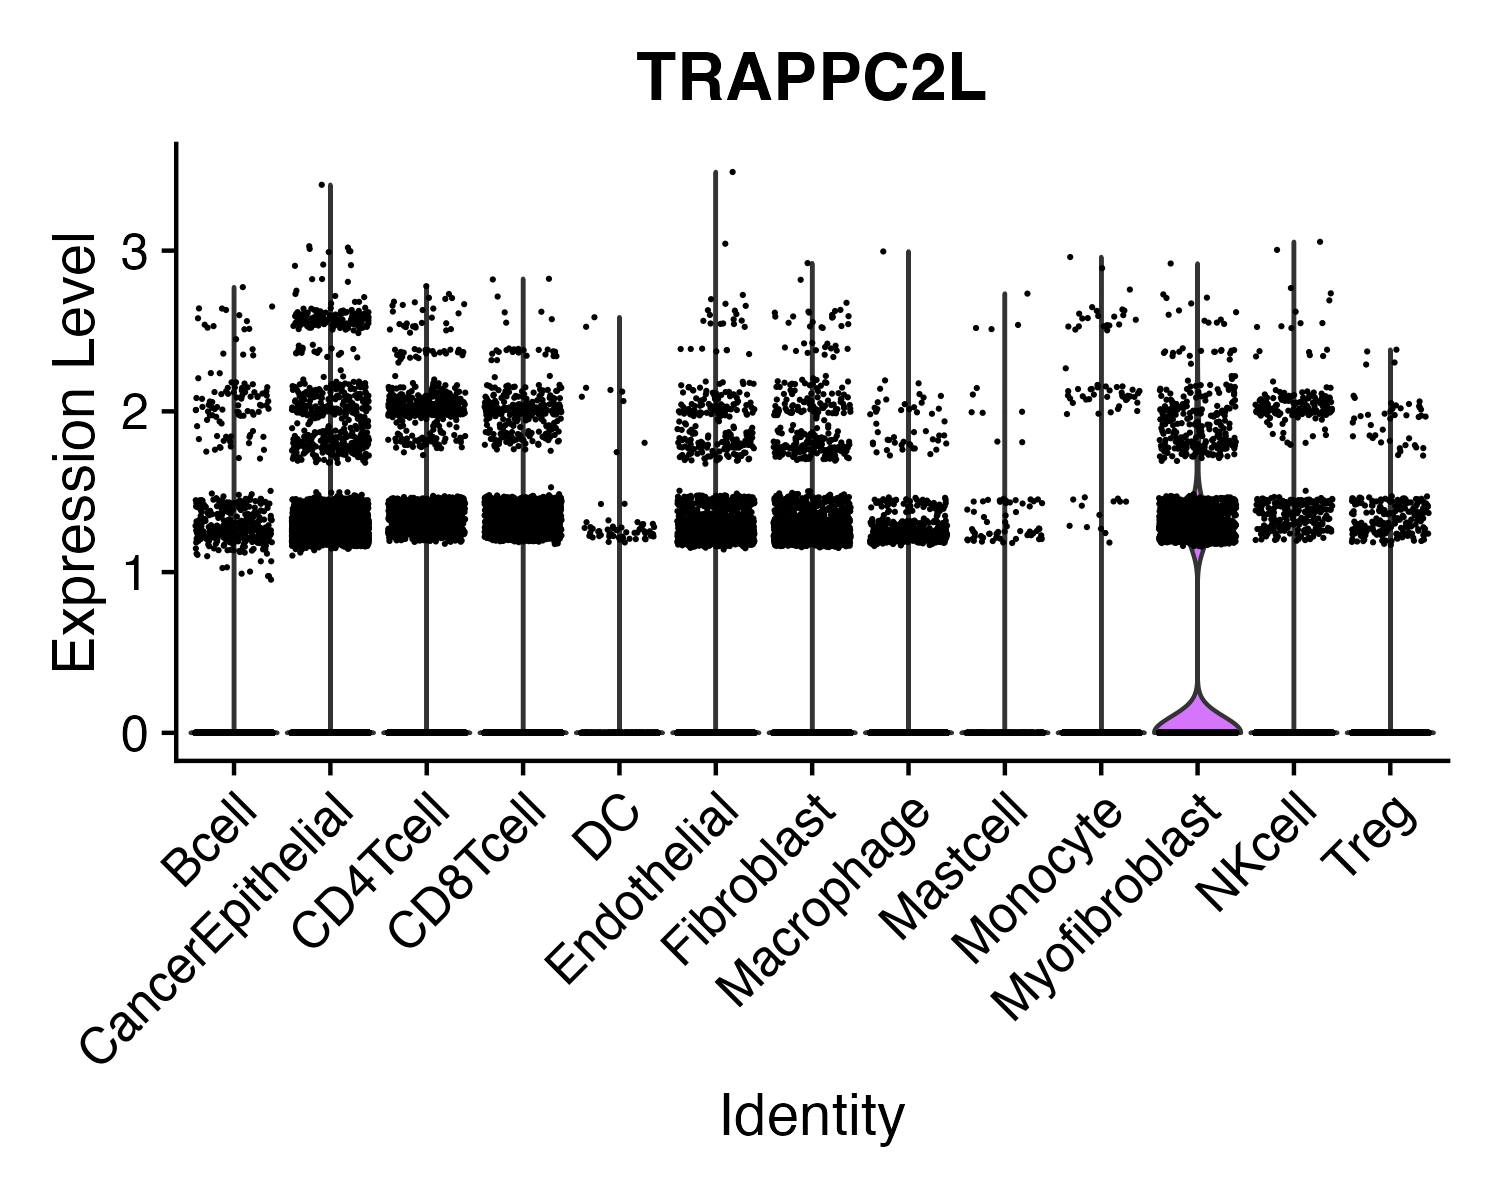 TRAPPC2L
Expression Level
3
2
1
0
Bcell
CancerEpithelial
CD4Tcell
CD8Tcell
DC
Endothelial
Fibroblast
Macrophage
Mastcell
Monocyte
Myofibroblast
NKcell
Treg
Identity